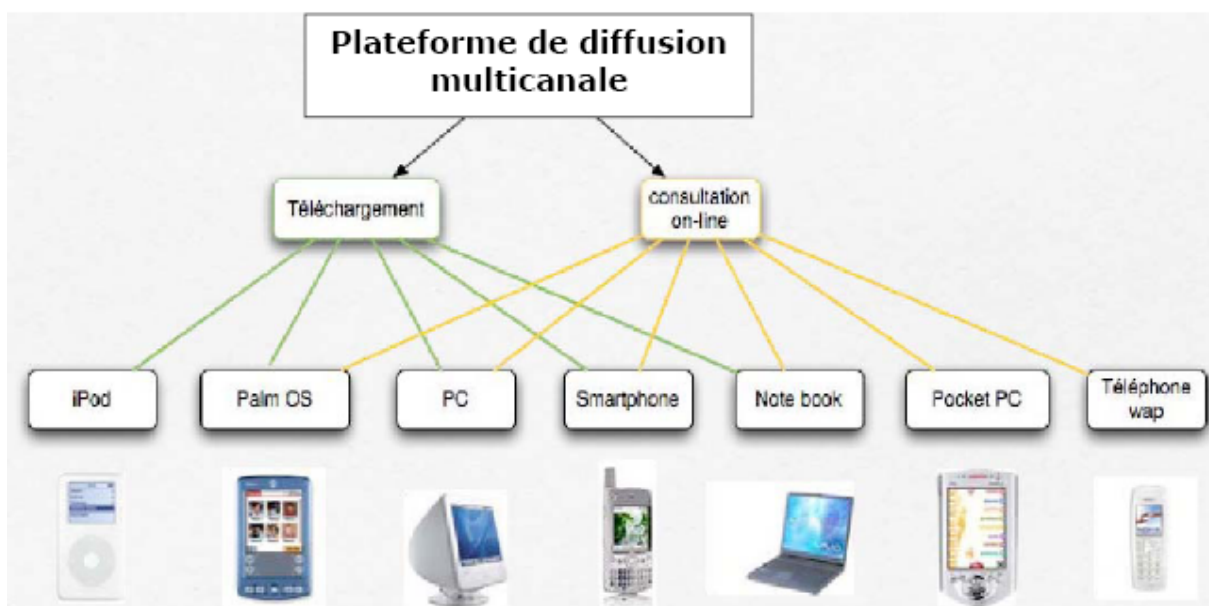 Plateforme de diffusion
multicanale
Téléchargement
consultation
on-line
iPod
Palm OS
PC
Smartphone
Note book
Pocket PC
Téléphone
wap